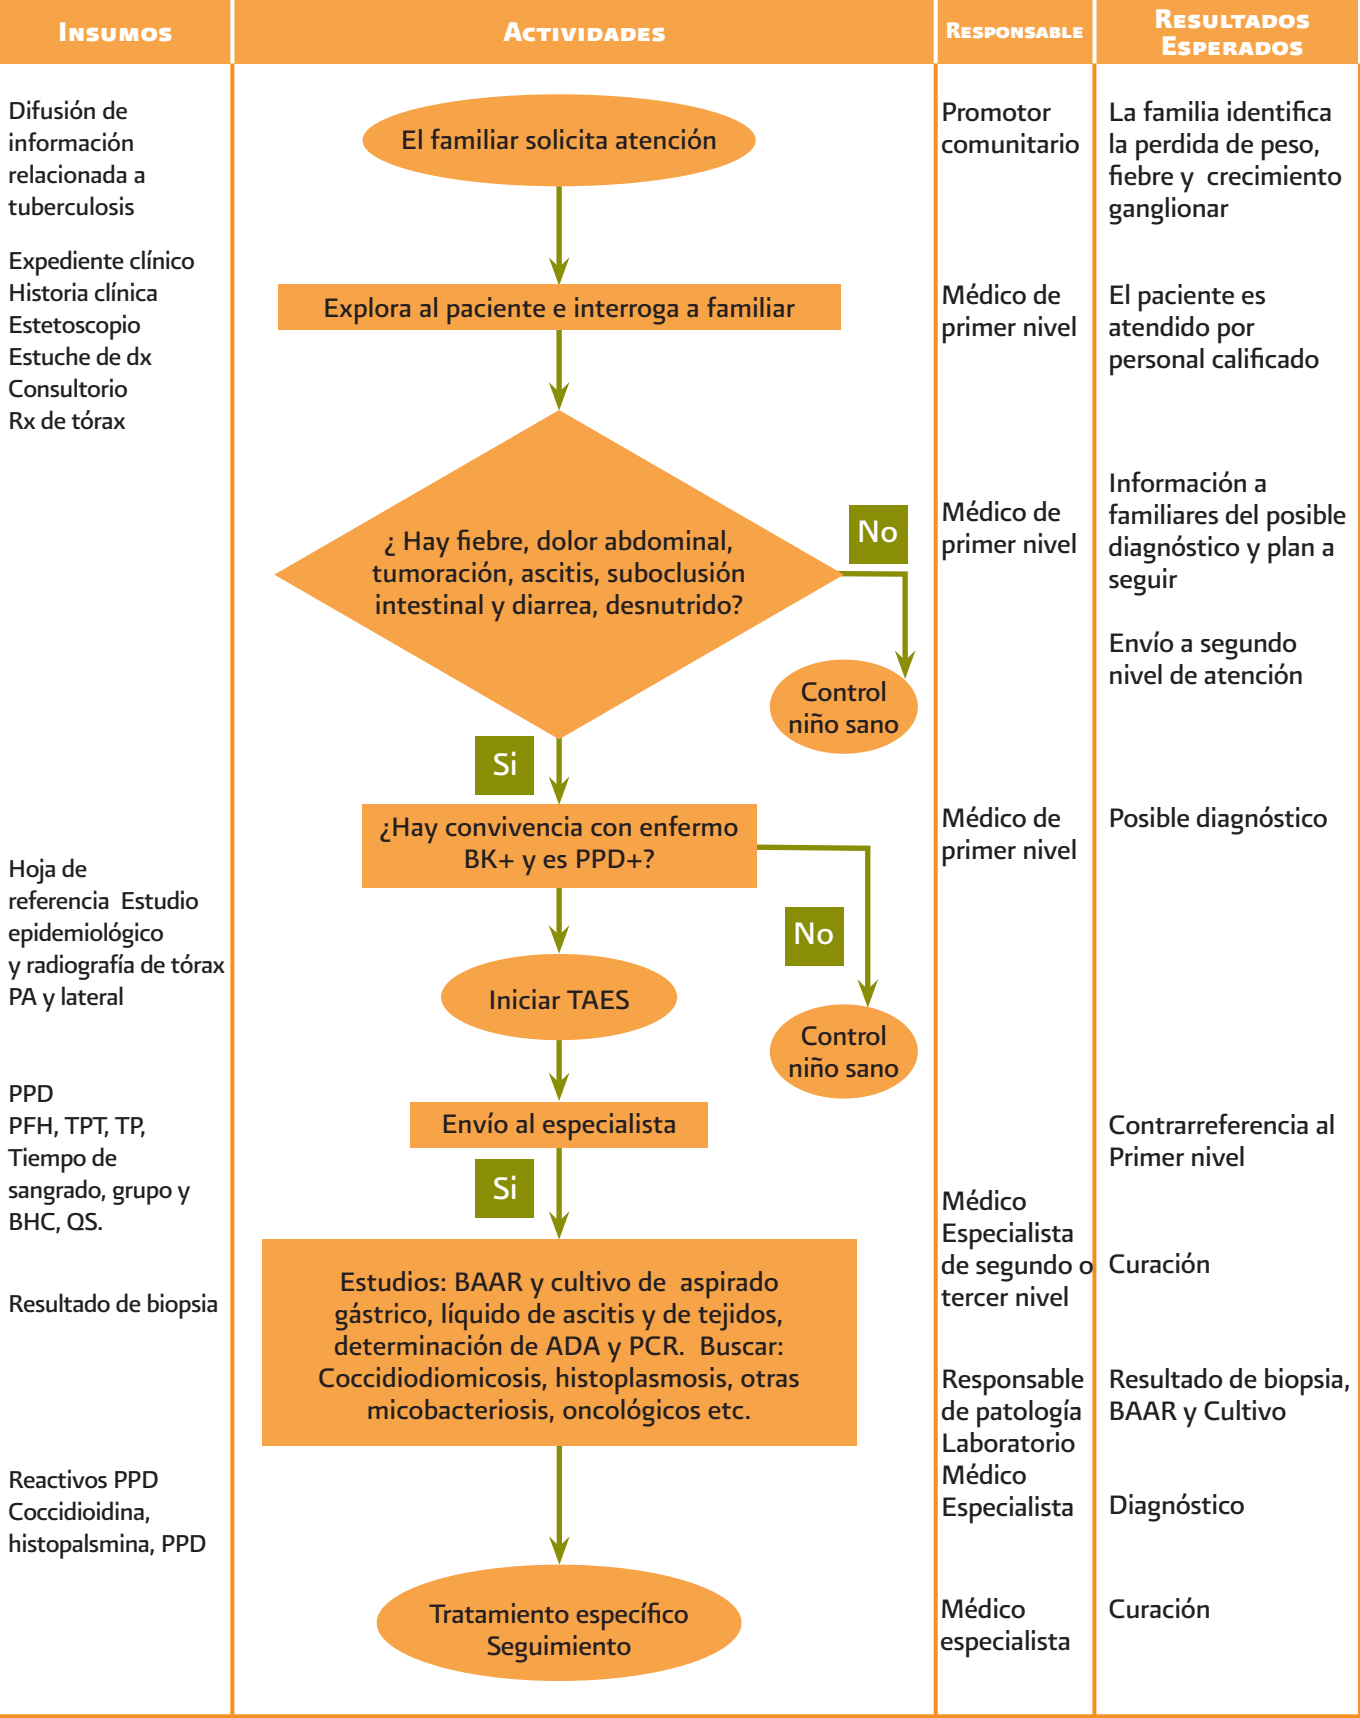 INSUMOS
ACTIVIDADES
RESPONSABLE
RESULTADOS
ESPERADOS
Difusión de
información
relacionada a
tuberculosis
El familiar solicita atención
Promotor
comunitario
La familia identifica
la perdida de peso,
fiebre y crecimiento
ganglionar
Expediente clínico
Historia clínica
Estetoscopio
Estuche de dx
Consultorio
Rx de tórax
Explora al paciente e interroga a familiar
Médico de
primer nivel
El paciente es
atendido por
personal calificado
¿ Hay fiebre, dolor abdominal,
tumoración, ascitis, suboclusión
intestinal y diarrea, desnutrido?
No
Médico de
primer nivel
Información a
familiares del posible
diagnóstico y plan a
seguir
Envío a segundo
nivel de atención
Control
niño sano
Si
¿Hay convivencia con enfermo
BK+ y es PPD+?
Médico de
primer nivel
Posible diagnóstico
Hoja de
referencia Estudio
epidemiológico
y radiografía de tórax
PA y lateral
No
Iniciar TAES
Control
niño sano
PPD
PFH, TPT, TP,
Tiempo de
sangrado, grupo y
BHC, QS.
Envío al especialista
Contrarreferencia al
Primer nivel
Si
Médico
Especialista
de segundo o
tercer nivel
Curación
Resultado de biopsia
Estudios: BAAR y cultivo de aspirado
gástrico, líquido de ascitis y de tejidos,
determinación de ADA y PCR. Buscar:
Coccidiodiomicosis, histoplasmosis, otras
micobacteriosis, oncológicos etc.
Responsable
de patología
Laboratorio
Médico
Especialista
Resultado de biopsia,
BAAR y Cultivo
Diagnóstico
Reactivos PPD
Coccidioidina,
histopalsmina, PPD
Tratamiento específico
Seguimiento
Médico
especialista
Curación